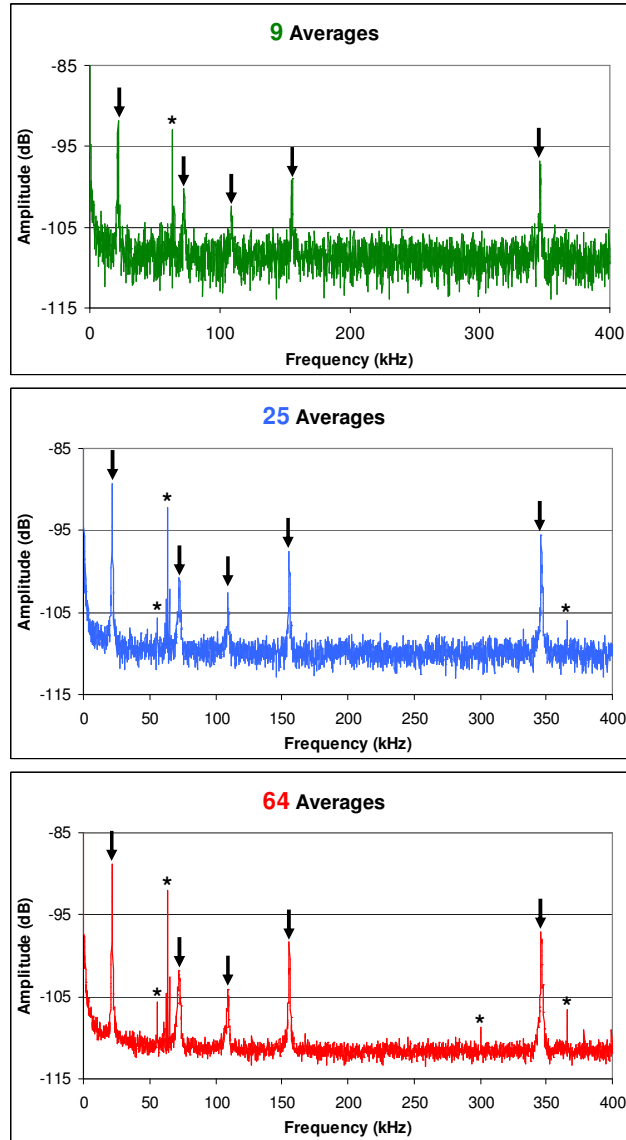 9 Averages
-85
-95
-105
-115
Amplitude (dB)
*
0 100 200 300 400
Frequency (kHz)
25 Averages
-85
-95
-105
-115
Amplitude (dB)
* * *
0 50 100 150 200 250 300 350 400
Frequency (kHz)
64 Averages
-85
-95
-105
-115
Amplitude (dB)
* * * *
0 50 100 150 200 250 300 350 400
Frequency (kHz)